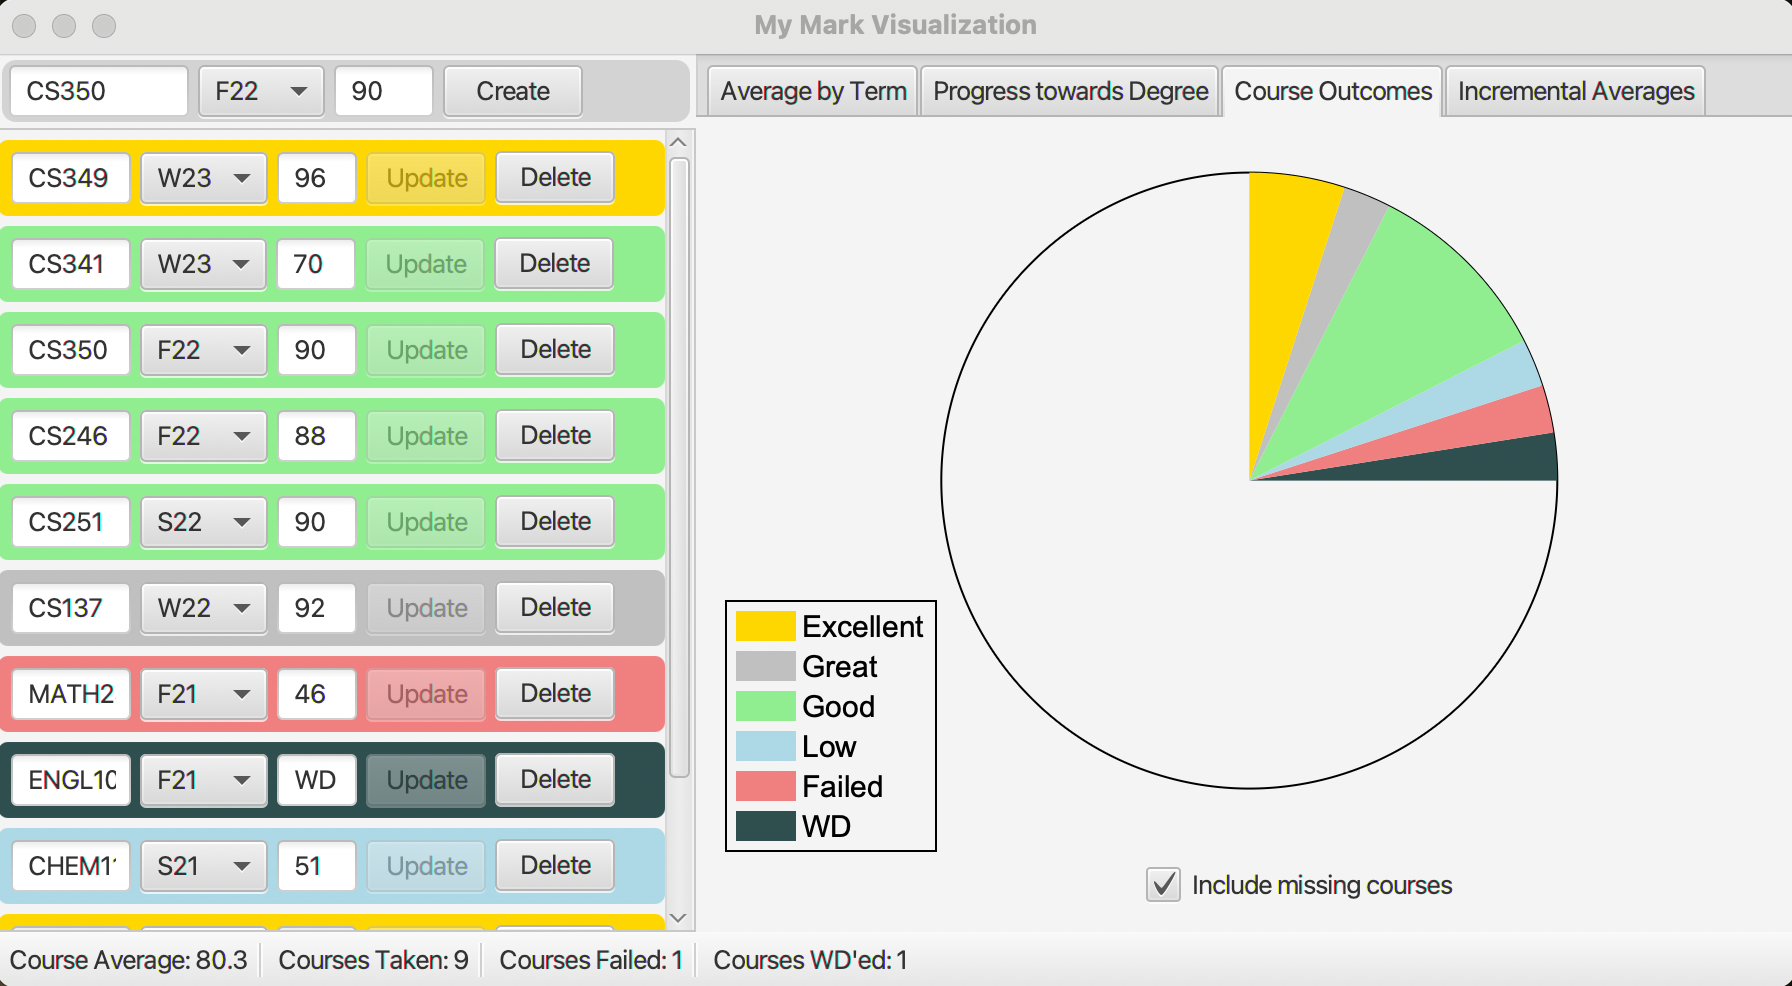 My Mark Visualization
CS350 F22 90 Create
Average by Term Progress towards Degree Course Outcomes Incremental Averages
CS349 W23 96 Update Delete
CS341 W23 70 Update Delete
CS350 F22 90 Update Delete
CS246 F22 88 Update Delete
CS251 S22 90 Update Delete
CS137 W22 92 Update Delete
MATH2 F21 46 Update Delete
ENGL10 F21 WD Update Delete
CHEM11 S21 51 Update Delete
Excellent
Great
Good
Low
Failed
WD
Include missing courses
Course Average: 80.3 Courses Taken: 9 Courses Failed: 1 Courses WD'ed: 1